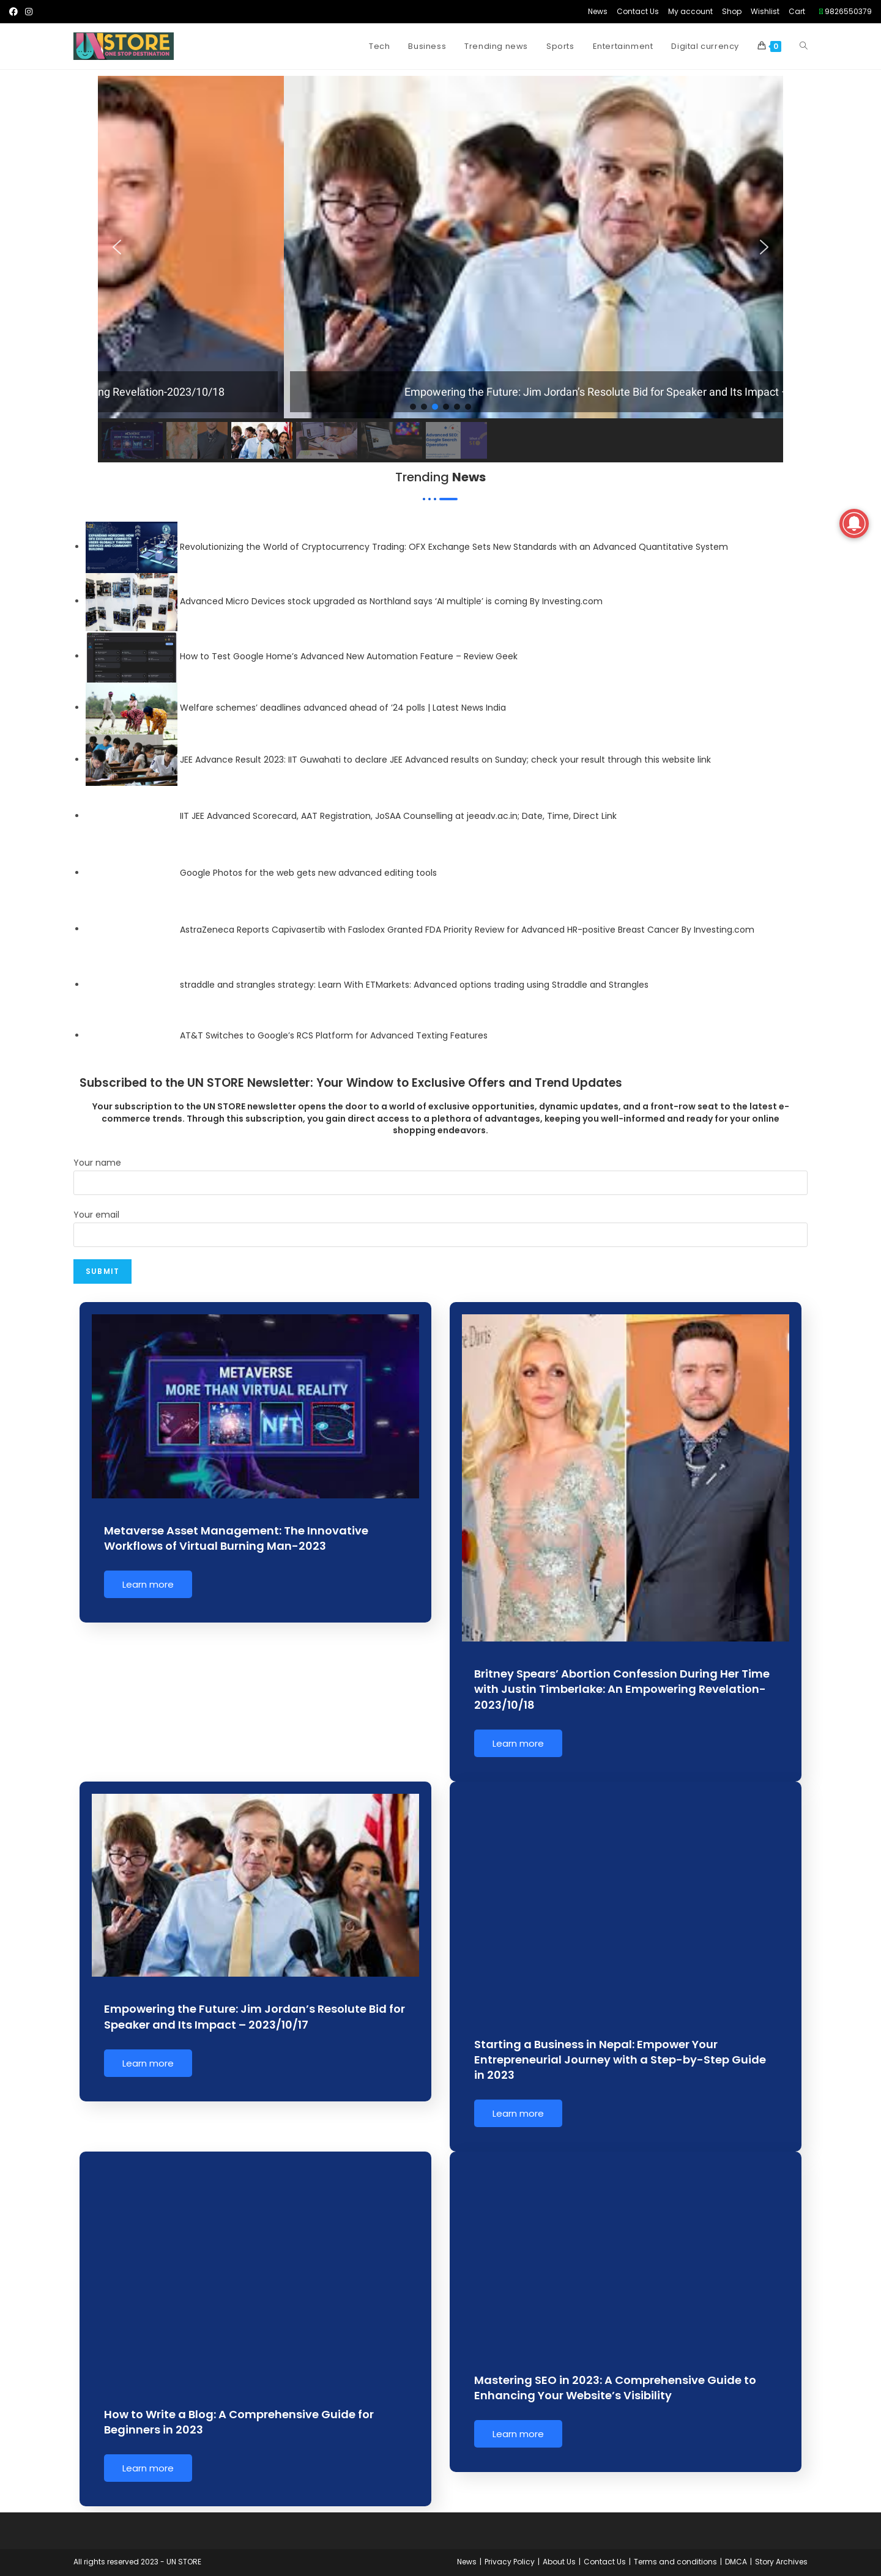 News Contact Us My account Shop Wishlist Cart 9826550379
UNSTORE
ONE STOP DESTINATION
Tech Business Trending news Sports Entertainment Digital currency 0
ng Revelation-2023/10/18
Empowering the Future: Jim Jordan's Resolute Bid for Speaker and Its Impact
Trending News
Revolutionizing the World of Cryptocurrency Trading: OFX Exchange Sets New Standards with an Advanced Quantitative System
Advanced Micro Devices stock upgraded as Northland says ‘AI multiple’ is coming By Investing.com
How to Test Google Home’s Advanced New Automation Feature – Review Geek
Welfare schemes’ deadlines advanced ahead of ’24 polls | Latest News India
JEE Advance Result 2023: IIT Guwahati to declare JEE Advanced results on Sunday; check your result through this website link
IIT JEE Advanced Scorecard, AAT Registration, JoSAA Counselling at jeeadv.ac.in; Date, Time, Direct Link
Google Photos for the web gets new advanced editing tools
AstraZeneca Reports Capivasertib with Faslodex Granted FDA Priority Review for Advanced HR-positive Breast Cancer By Investing.com
straddle and strangles strategy: Learn With ETMarkets: Advanced options trading using Straddle and Strangles
AT&T Switches to Google’s RCS Platform for Advanced Texting Features
Subscribed to the UN STORE Newsletter: Your Window to Exclusive Offers and Trend Updates
Your subscription to the UN STORE newsletter opens the door to a world of exclusive opportunities, dynamic updates, and a front-row seat to the latest e-
commerce trends. Through this subscription, you gain direct access to a plethora of advantages, keeping you well-informed and ready for your online
shopping endeavors.
Your name
Your email
SUBMIT
METAVERSE
MORE THAN VIRTUAL REALITY
NFT
Metaverse Asset Management: The Innovative
Workflows of Virtual Burning Man-2023
Learn more
e Davis
Britney Spears’ Abortion Confession During Her Time
with Justin Timberlake: An Empowering Revelation-
2023/10/18
Learn more
Empowering the Future: Jim Jordan’s Resolute Bid for
Speaker and Its Impact – 2023/10/17
Learn more
Starting a Business in Nepal: Empower Your
Entrepreneurial Journey with a Step-by-Step Guide
in 2023
Learn more
How to Write a Blog: A Comprehensive Guide for
Beginners in 2023
Learn more
Mastering SEO in 2023: A Comprehensive Guide to
Enhancing Your Website’s Visibility
Learn more
All rights reserved 2023 - UN STORE
News | Privacy Policy | About Us | Contact Us | Terms and conditions | DMCA | Story Archives